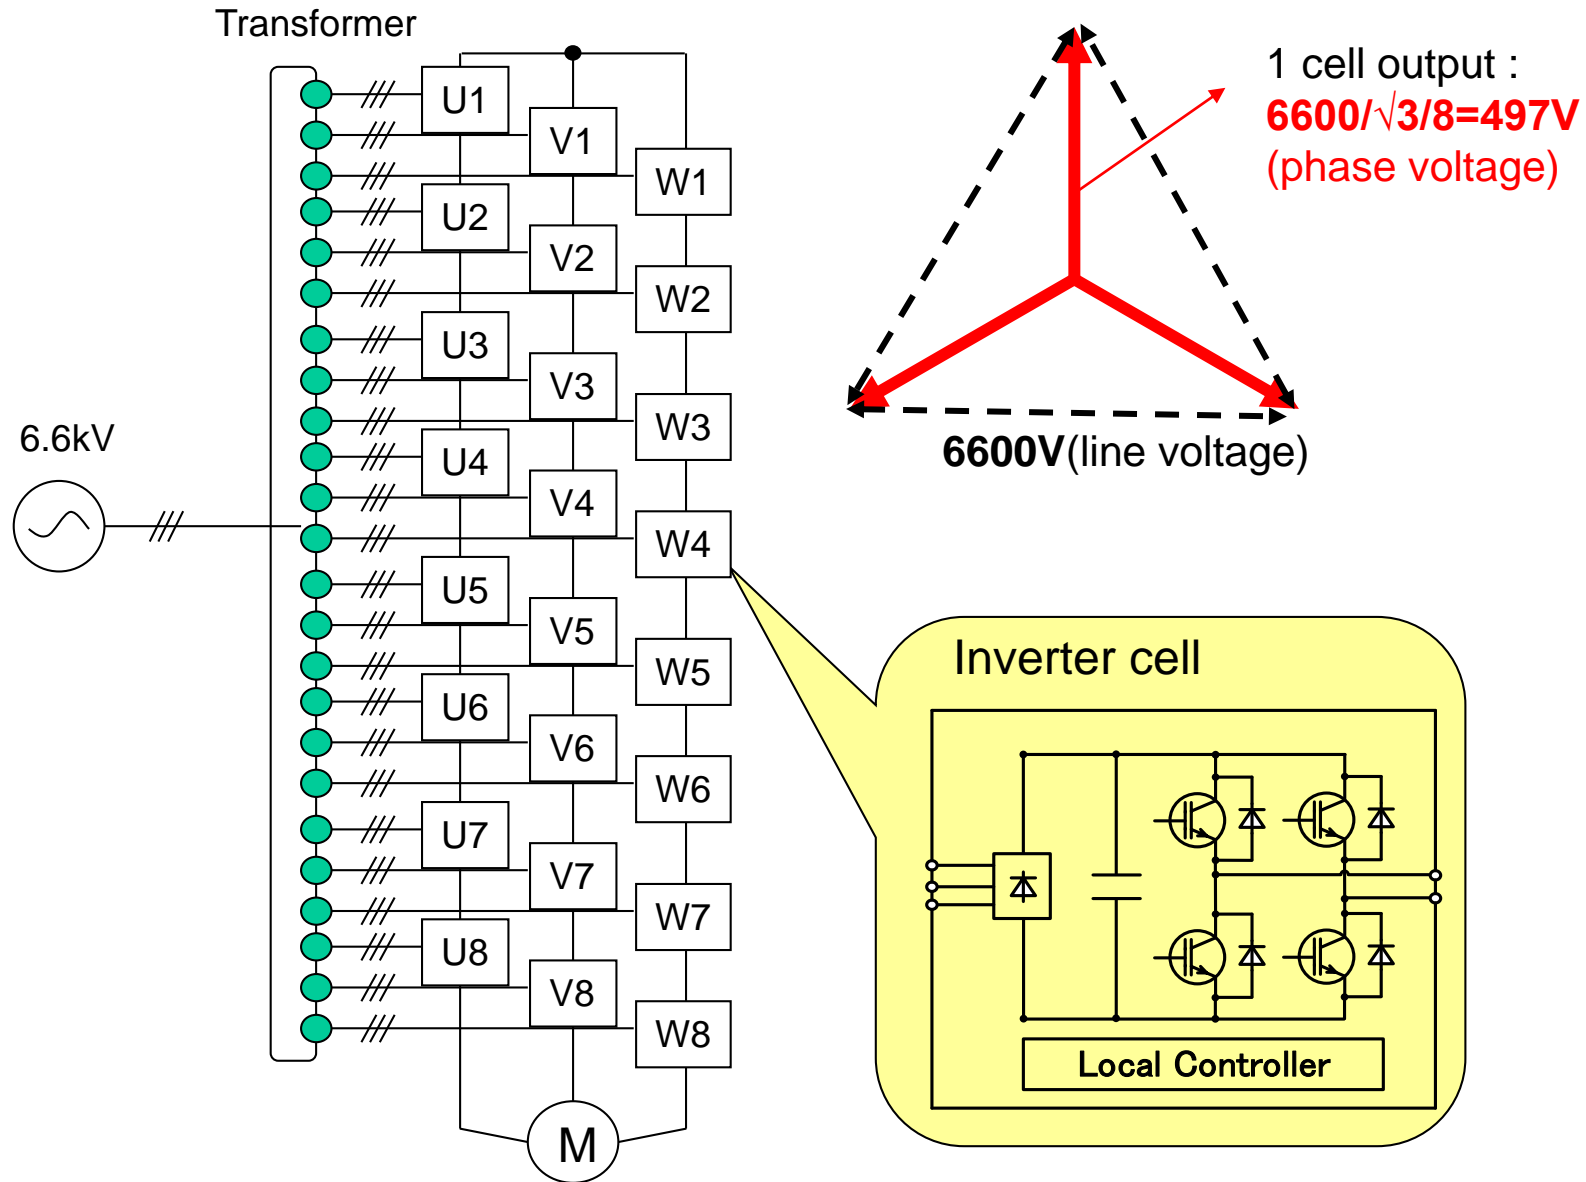 Transformer
6.6kV
U1
V1
W1
U2
V2
W2
U3
V3
W3
U4
V4
W4
U5
V5
W5
U6
V6
W6
U7
V7
W7
U8
V8
W8
M
1 cell output :
6600/√3/8=497V
(phase voltage)
6600V(line voltage)
Inverter cell
Local Controller